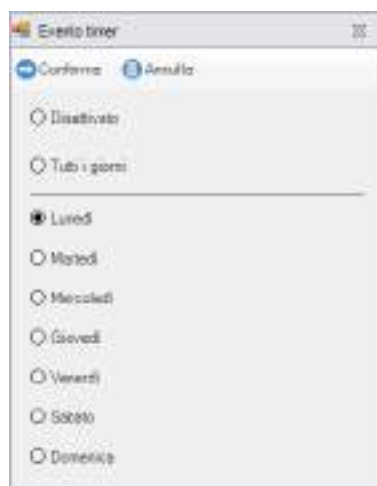 Evento timer
Conferma Annulla
Disattivato
Tutti i giorni
Lunedì
Martedì
Mercoledì
Giovedì
Venerdì
Sabato
Domenica